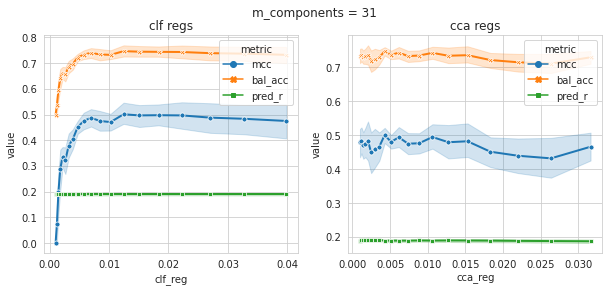 m_components = 31
clf regs
metric
mcc
bal_acc
pred_r
value
0.8
0.7
0.6
0.5
0.4
0.3
0.2
0.1
0.0
0.00 0.01 0.02 0.03 0.04
clf_reg
cca regs
metric
mcc
bal_acc
pred_r
value
0.7
0.6
0.5
0.4
0.3
0.2
0.000 0.005 0.010 0.015 0.020 0.025 0.030
cca_reg